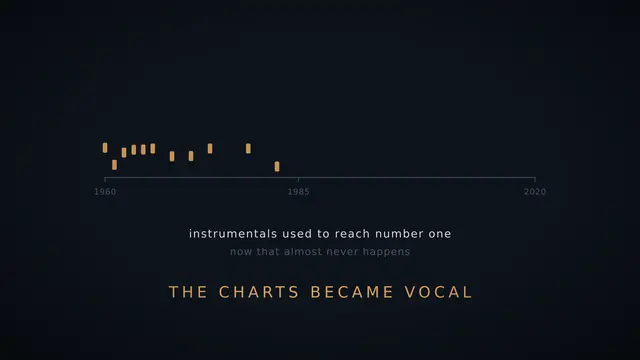 1960 1985 2020
instrumentals used to reach number one
now that almost never happens
THE CHARTS BECAME VOCAL